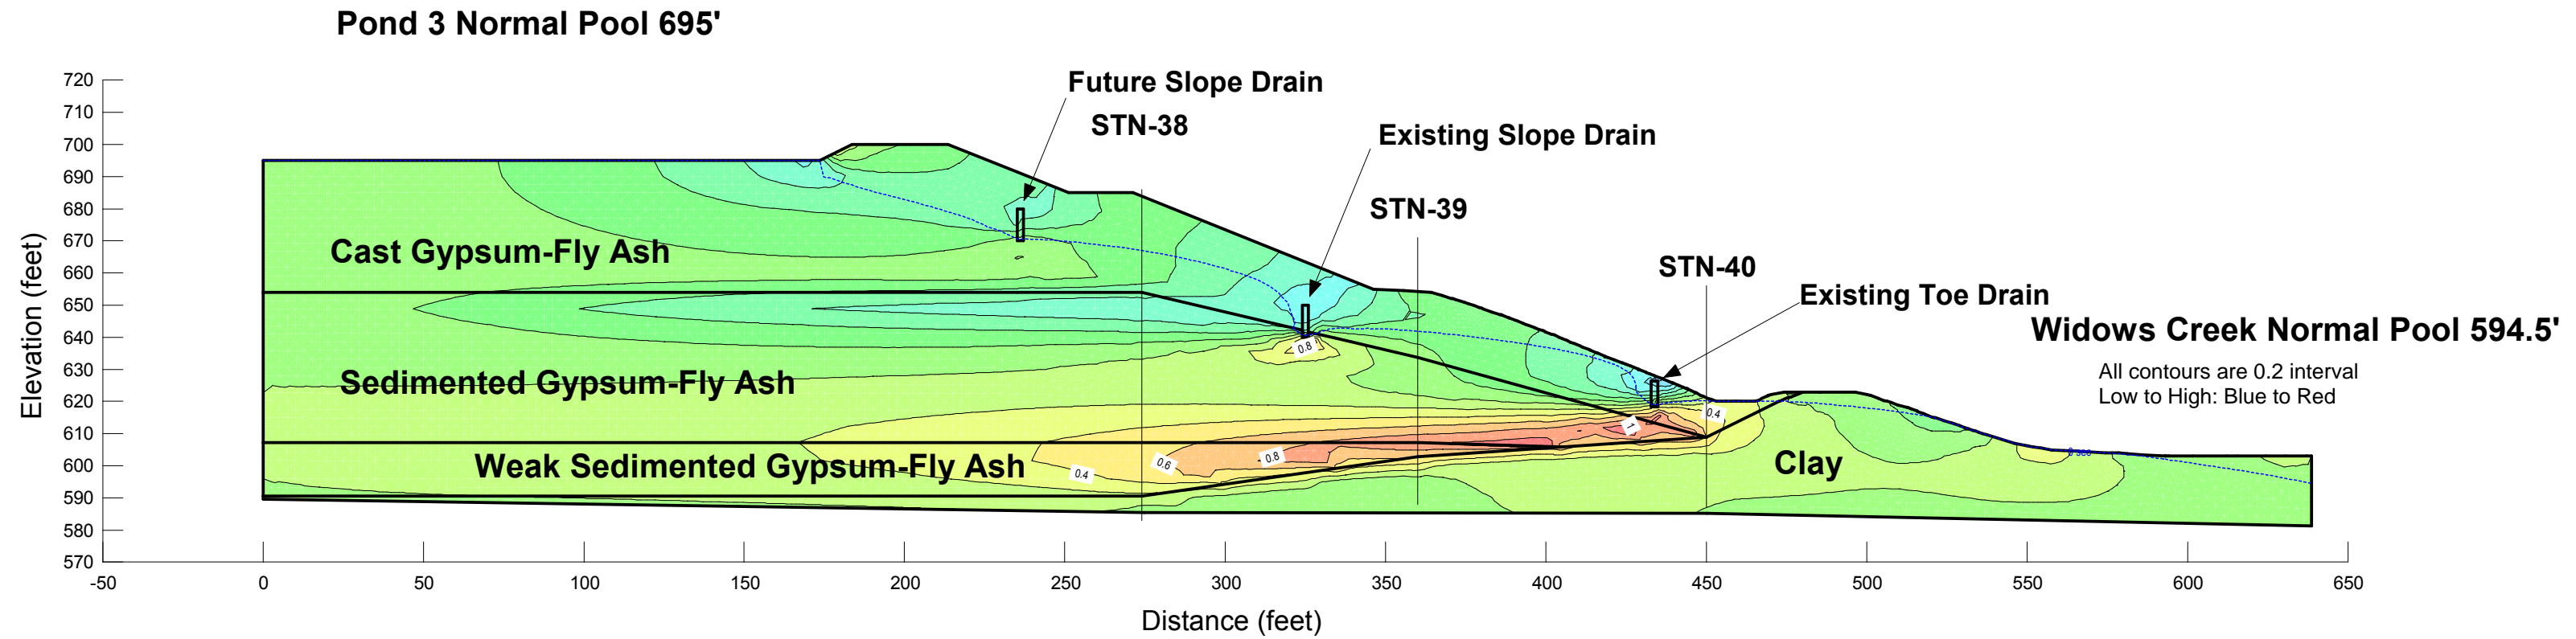 Pond 3 Normal Pool 695'
Future Slope Drain
STN-38
Existing Slope Drain
STN-39
STN-40
Existing Toe Drain
Widows Creek Normal Pool 594.5'
All contours are 0.2 interval
Low to High: Blue to Red
Cast Gypsum-Fly Ash
Sedimented Gypsum-Fly Ash
Weak Sedimented Gypsum-Fly Ash
Clay
0.8
0.4
1
0.8
0.6
0.4
Elevation (feet)
720
710
700
690
680
670
660
650
640
630
620
610
600
590
580
570
-50 0 50 100 150 200 250 300 350 400 450 500 550 600 650
Distance (feet)